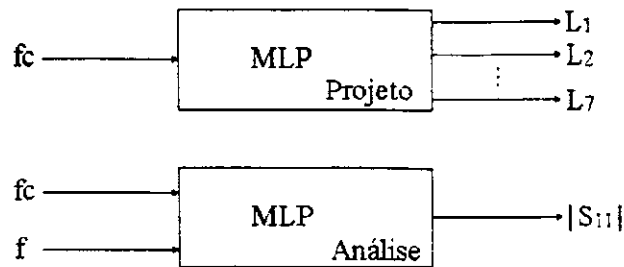 fc
MLP
Projeto
L1
L2
⋮
L7
fc
f
MLP
Análise
|S11|